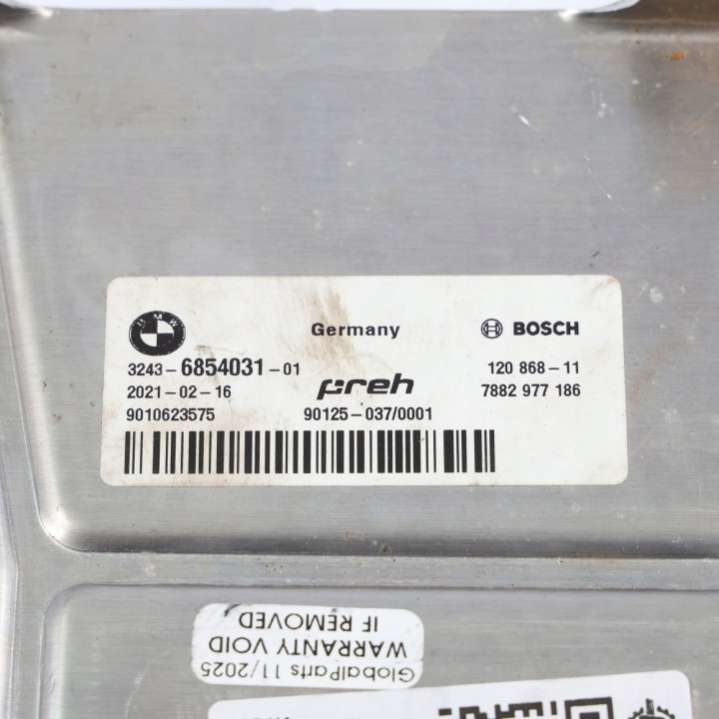 BMW
Germany
BOSCH
3243-6854031-01
120 868-11
2021-02-16
preh
7882 977 186
9010623575
90125-037/0001
GlobalParts 11/2025
WARRANTY VOID
IF REMOVED